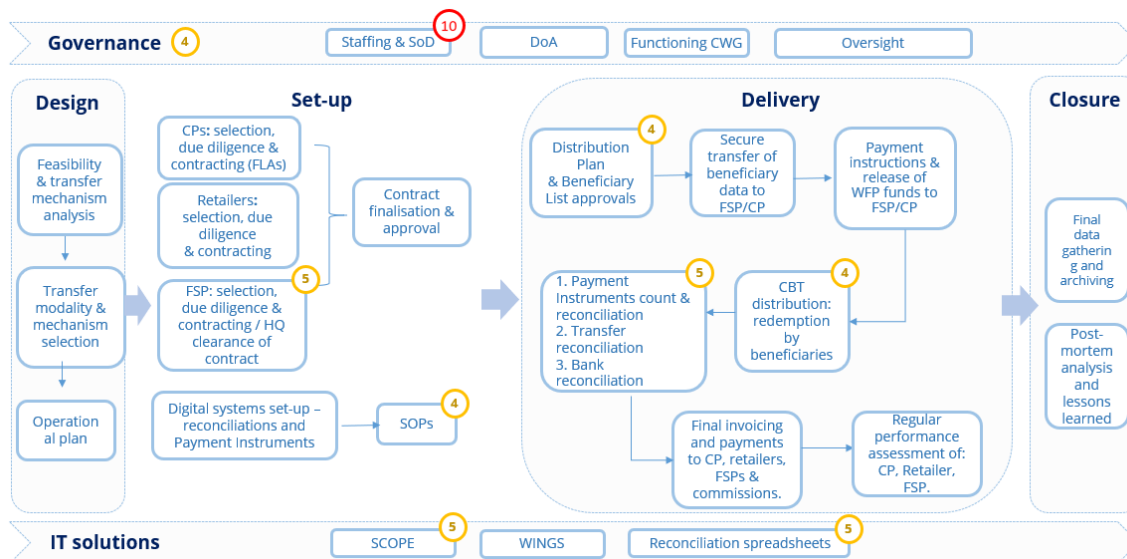 Governance
4
Staffing & SoD
10
DoA
Functioning CWG
Oversight
Design
Feasibility
& transfer
mechanism
analysis
Transfer
modality &
mechanism
selection
Operation
al plan
Set-up
CPs: selection,
due diligence &
contracting (FLAs)
Retailers:
selection, due
diligence
& contracting
FSP: selection,
due diligence &
contracting / HQ
clearance of
contract
5
Contract
finalisation &
approval
Digital systems set-up –
reconciliations and
Payment Instruments
SOPs
4
Delivery
Distribution
Plan
& Beneficiary
List approvals
4
Secure
transfer of
beneficiary
data to
FSP/CP
Payment
instructions &
release of
WFP funds to
FSP/CP
1. Payment
Instruments count &
reconciliation
2. Transfer
reconciliation
3. Bank
reconciliation
5
CBT
distribution:
redemption
by
beneficiaries
4
Final invoicing
and payments
to CP, retailers,
FSPs &
commissions.
Regular
performance
assessment of:
CP, Retailer,
FSP.
Closure
Final
data
gatherin
g and
archiving
Post-
mortem
analysis
and
lessons
learned
IT solutions
SCOPE
5
WINGS
Reconciliation spreadsheets
5